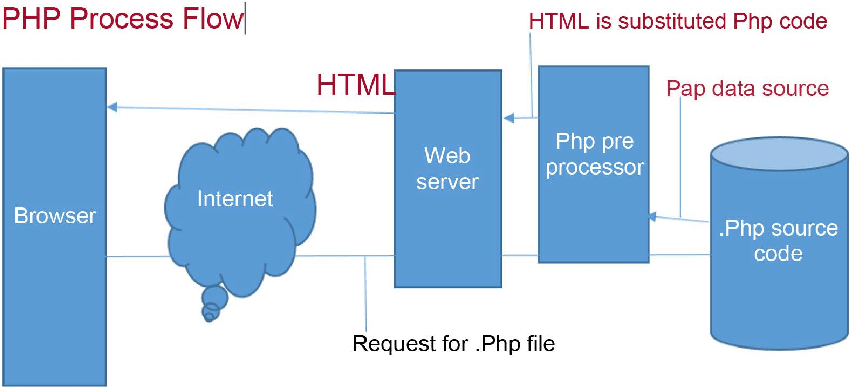 PHP Process Flow
HTML is substituted Php code
HTML
Pap data source
Browser
Internet
Web
server
Php pre
processor
.Php source
code
Request for .Php file